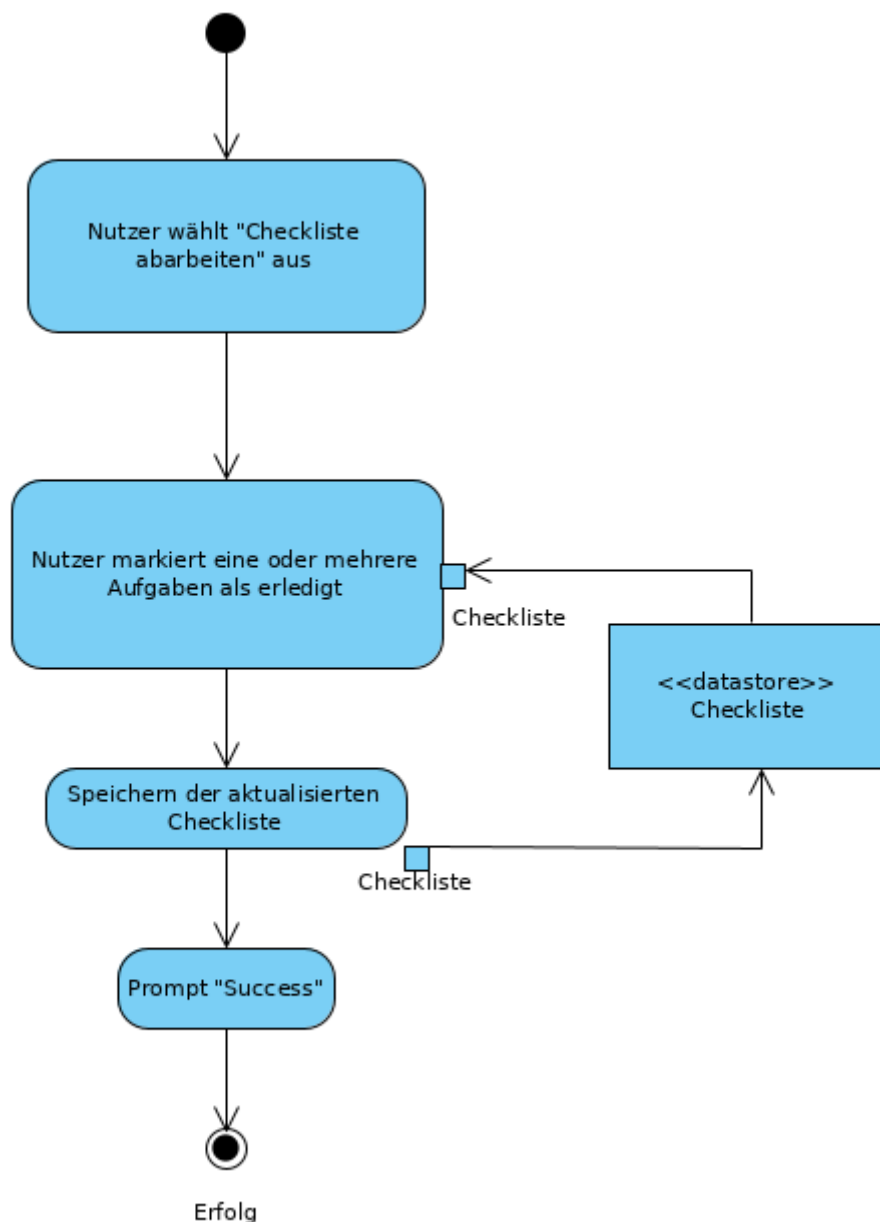 Nutzer wählt "Checkliste
abarbeiten" aus
Nutzer markiert eine oder mehrere
Aufgaben als erledigt
Checkliste
<<datastore>>
Checkliste
Speichern der aktualisierten
Checkliste
Checkliste
Prompt "Success"
Erfolg